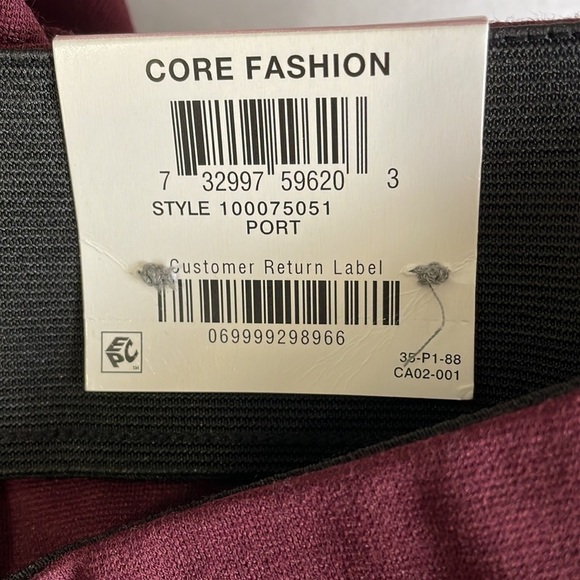 CORE FASHION
7 32997 59620 3
STYLE 100075051
PORT
Customer Return Label
069999298966
EPC
SM
35-P1-88
CA02-001